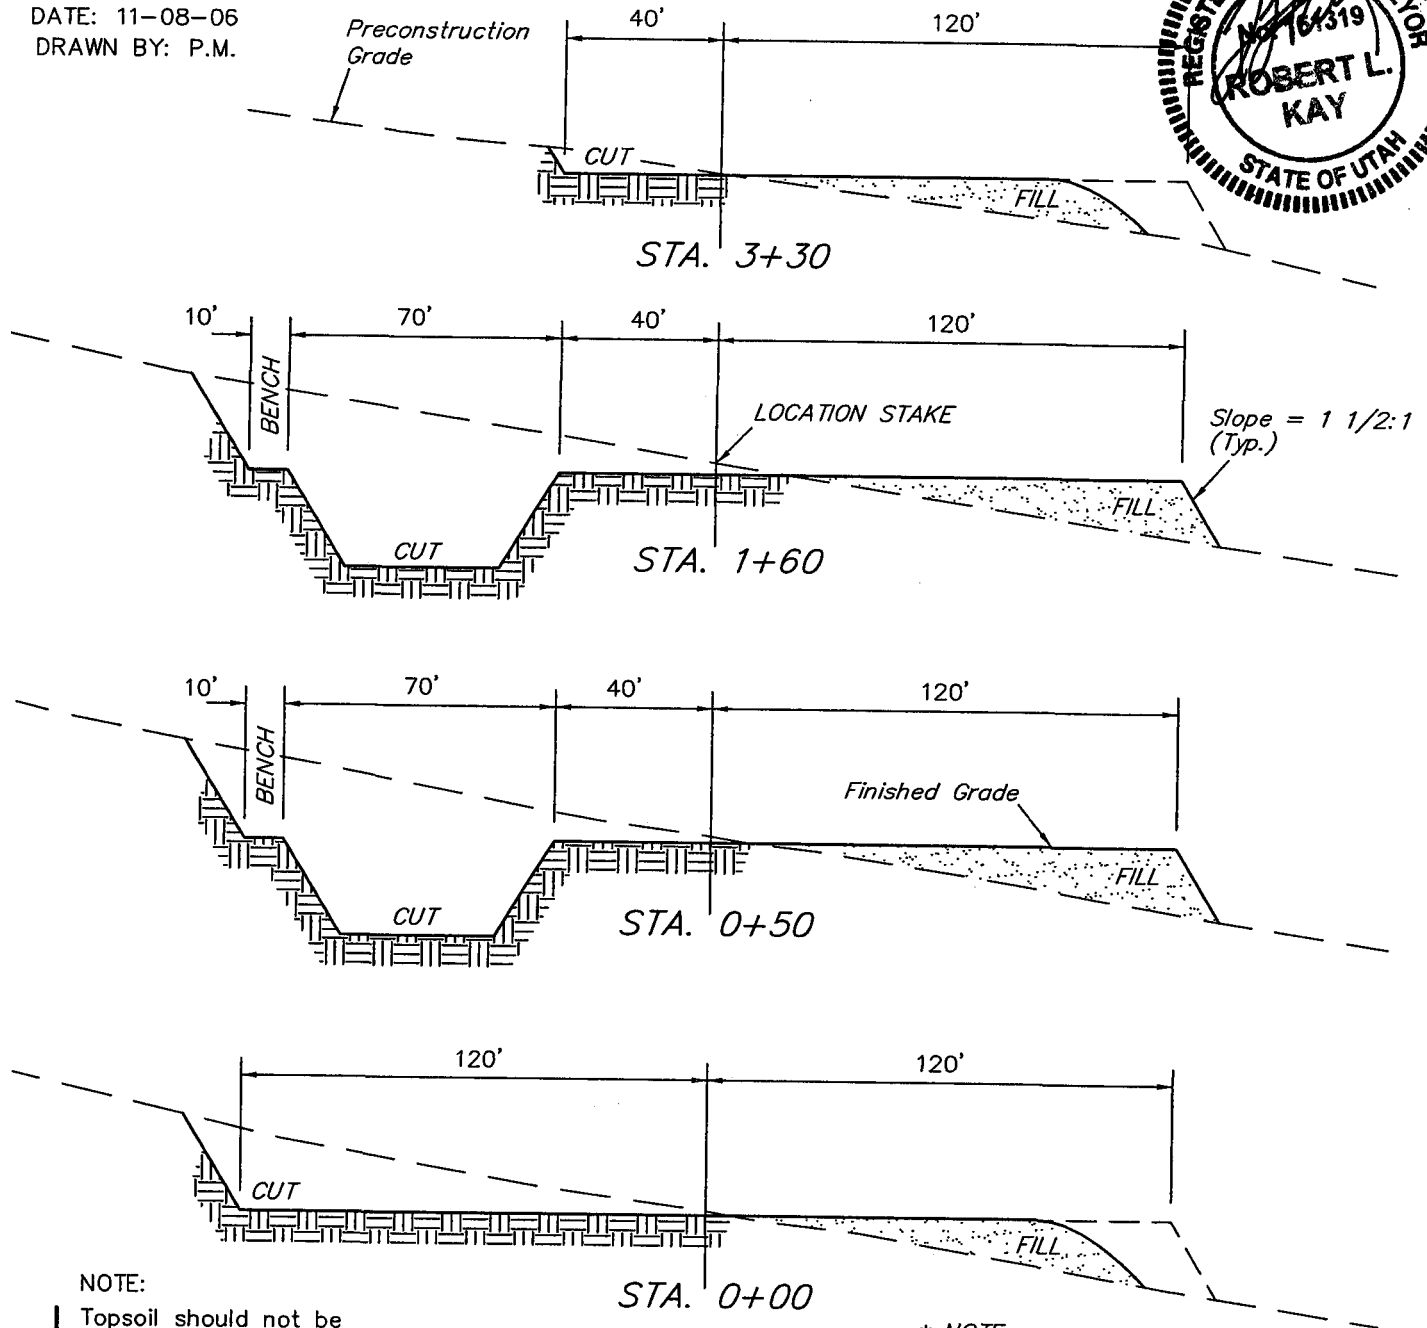 DATE: 11-08-06
DRAWN BY: P.M.
Preconstruction
Grade
40'
120'
CUT
FILL
STA. 3+30
No. 161319
ROBERT L.
KAY
STATE OF UTAH
10'
70'
40'
120'
BENCH
LOCATION STAKE
Slope = 1 1/2:1
(Typ.)
CUT
FILL
STA. 1+60
10'
70'
40'
120'
BENCH
Finished Grade
CUT
FILL
STA. 0+50
120'
120'
CUT
FILL
STA. 0+00
NOTE:
Topsoil should not be
* NOTE